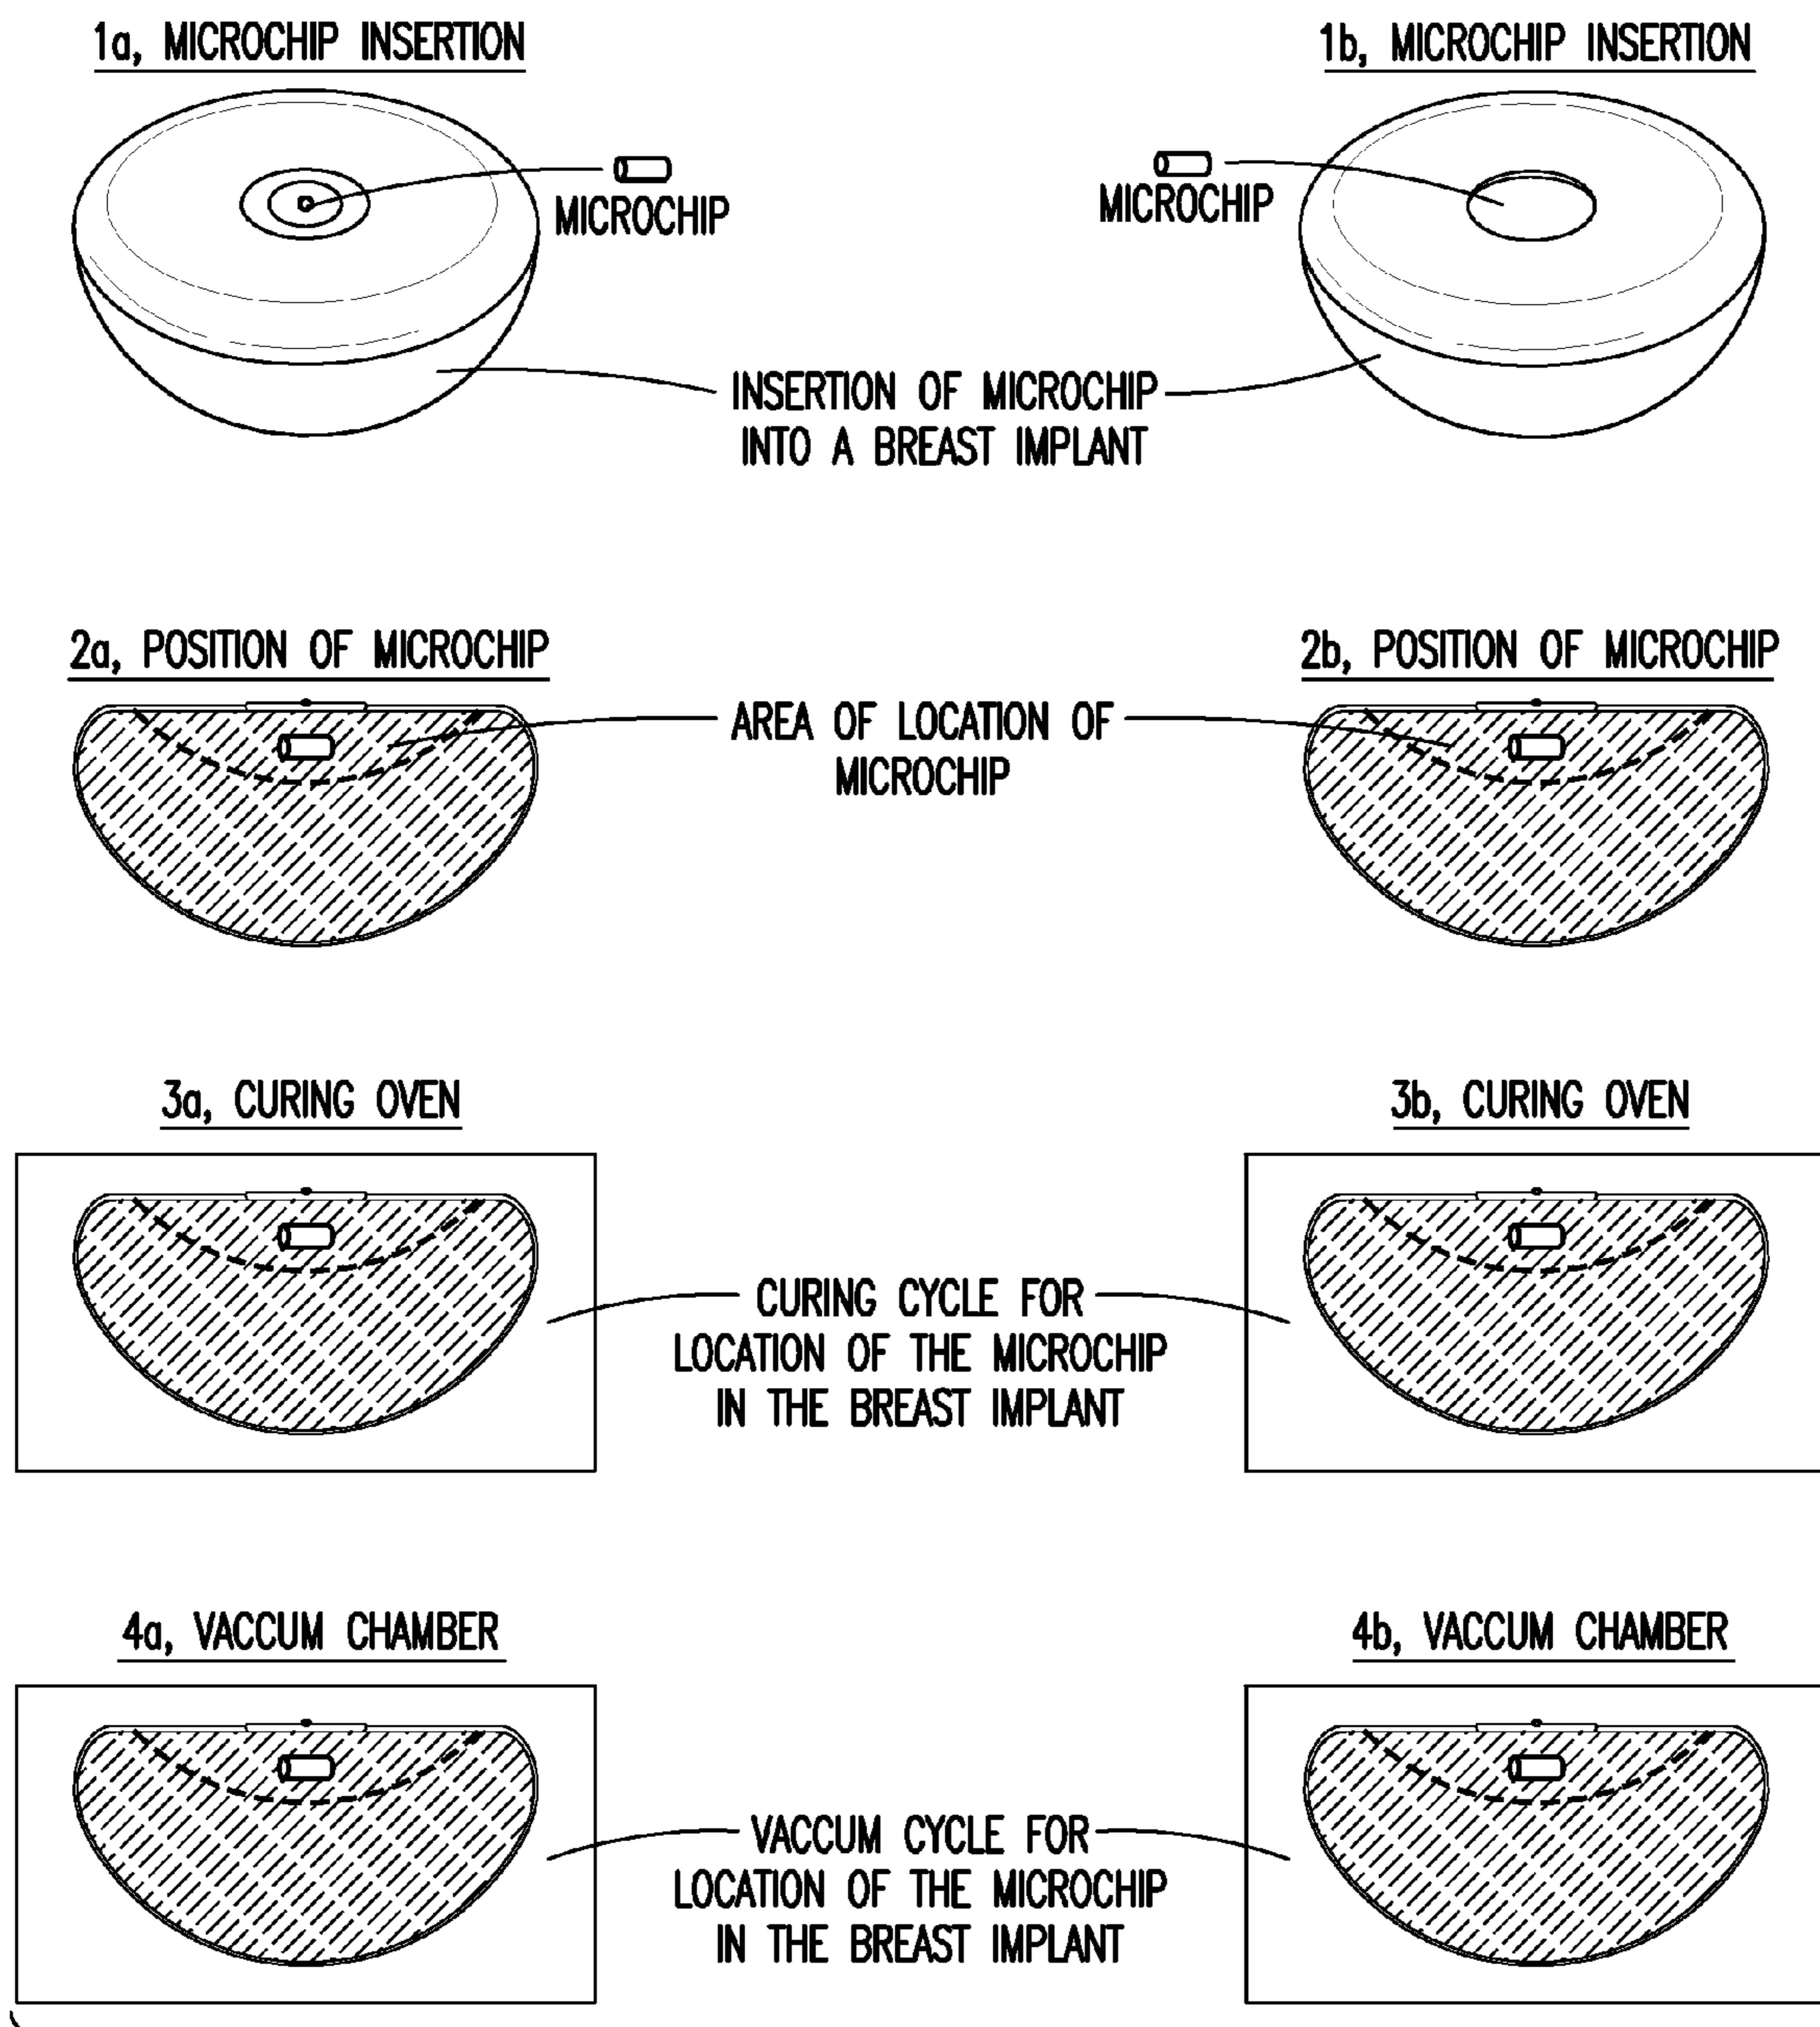 1a, MICROCHIP INSERTION
1b, MICROCHIP INSERTION
MICROCHIP
MICROCHIP
INSERTION OF MICROCHIP
INTO A BREAST IMPLANT
2a, POSITION OF MICROCHIP
2b, POSITION OF MICROCHIP
AREA OF LOCATION OF
MICROCHIP
3a, CURING OVEN
3b, CURING OVEN
CURING CYCLE FOR
LOCATION OF THE MICROCHIP
IN THE BREAST IMPLANT
4a, VACCUM CHAMBER
4b, VACCUM CHAMBER
VACCUM CYCLE FOR
LOCATION OF THE MICROCHIP
IN THE BREAST IMPLANT